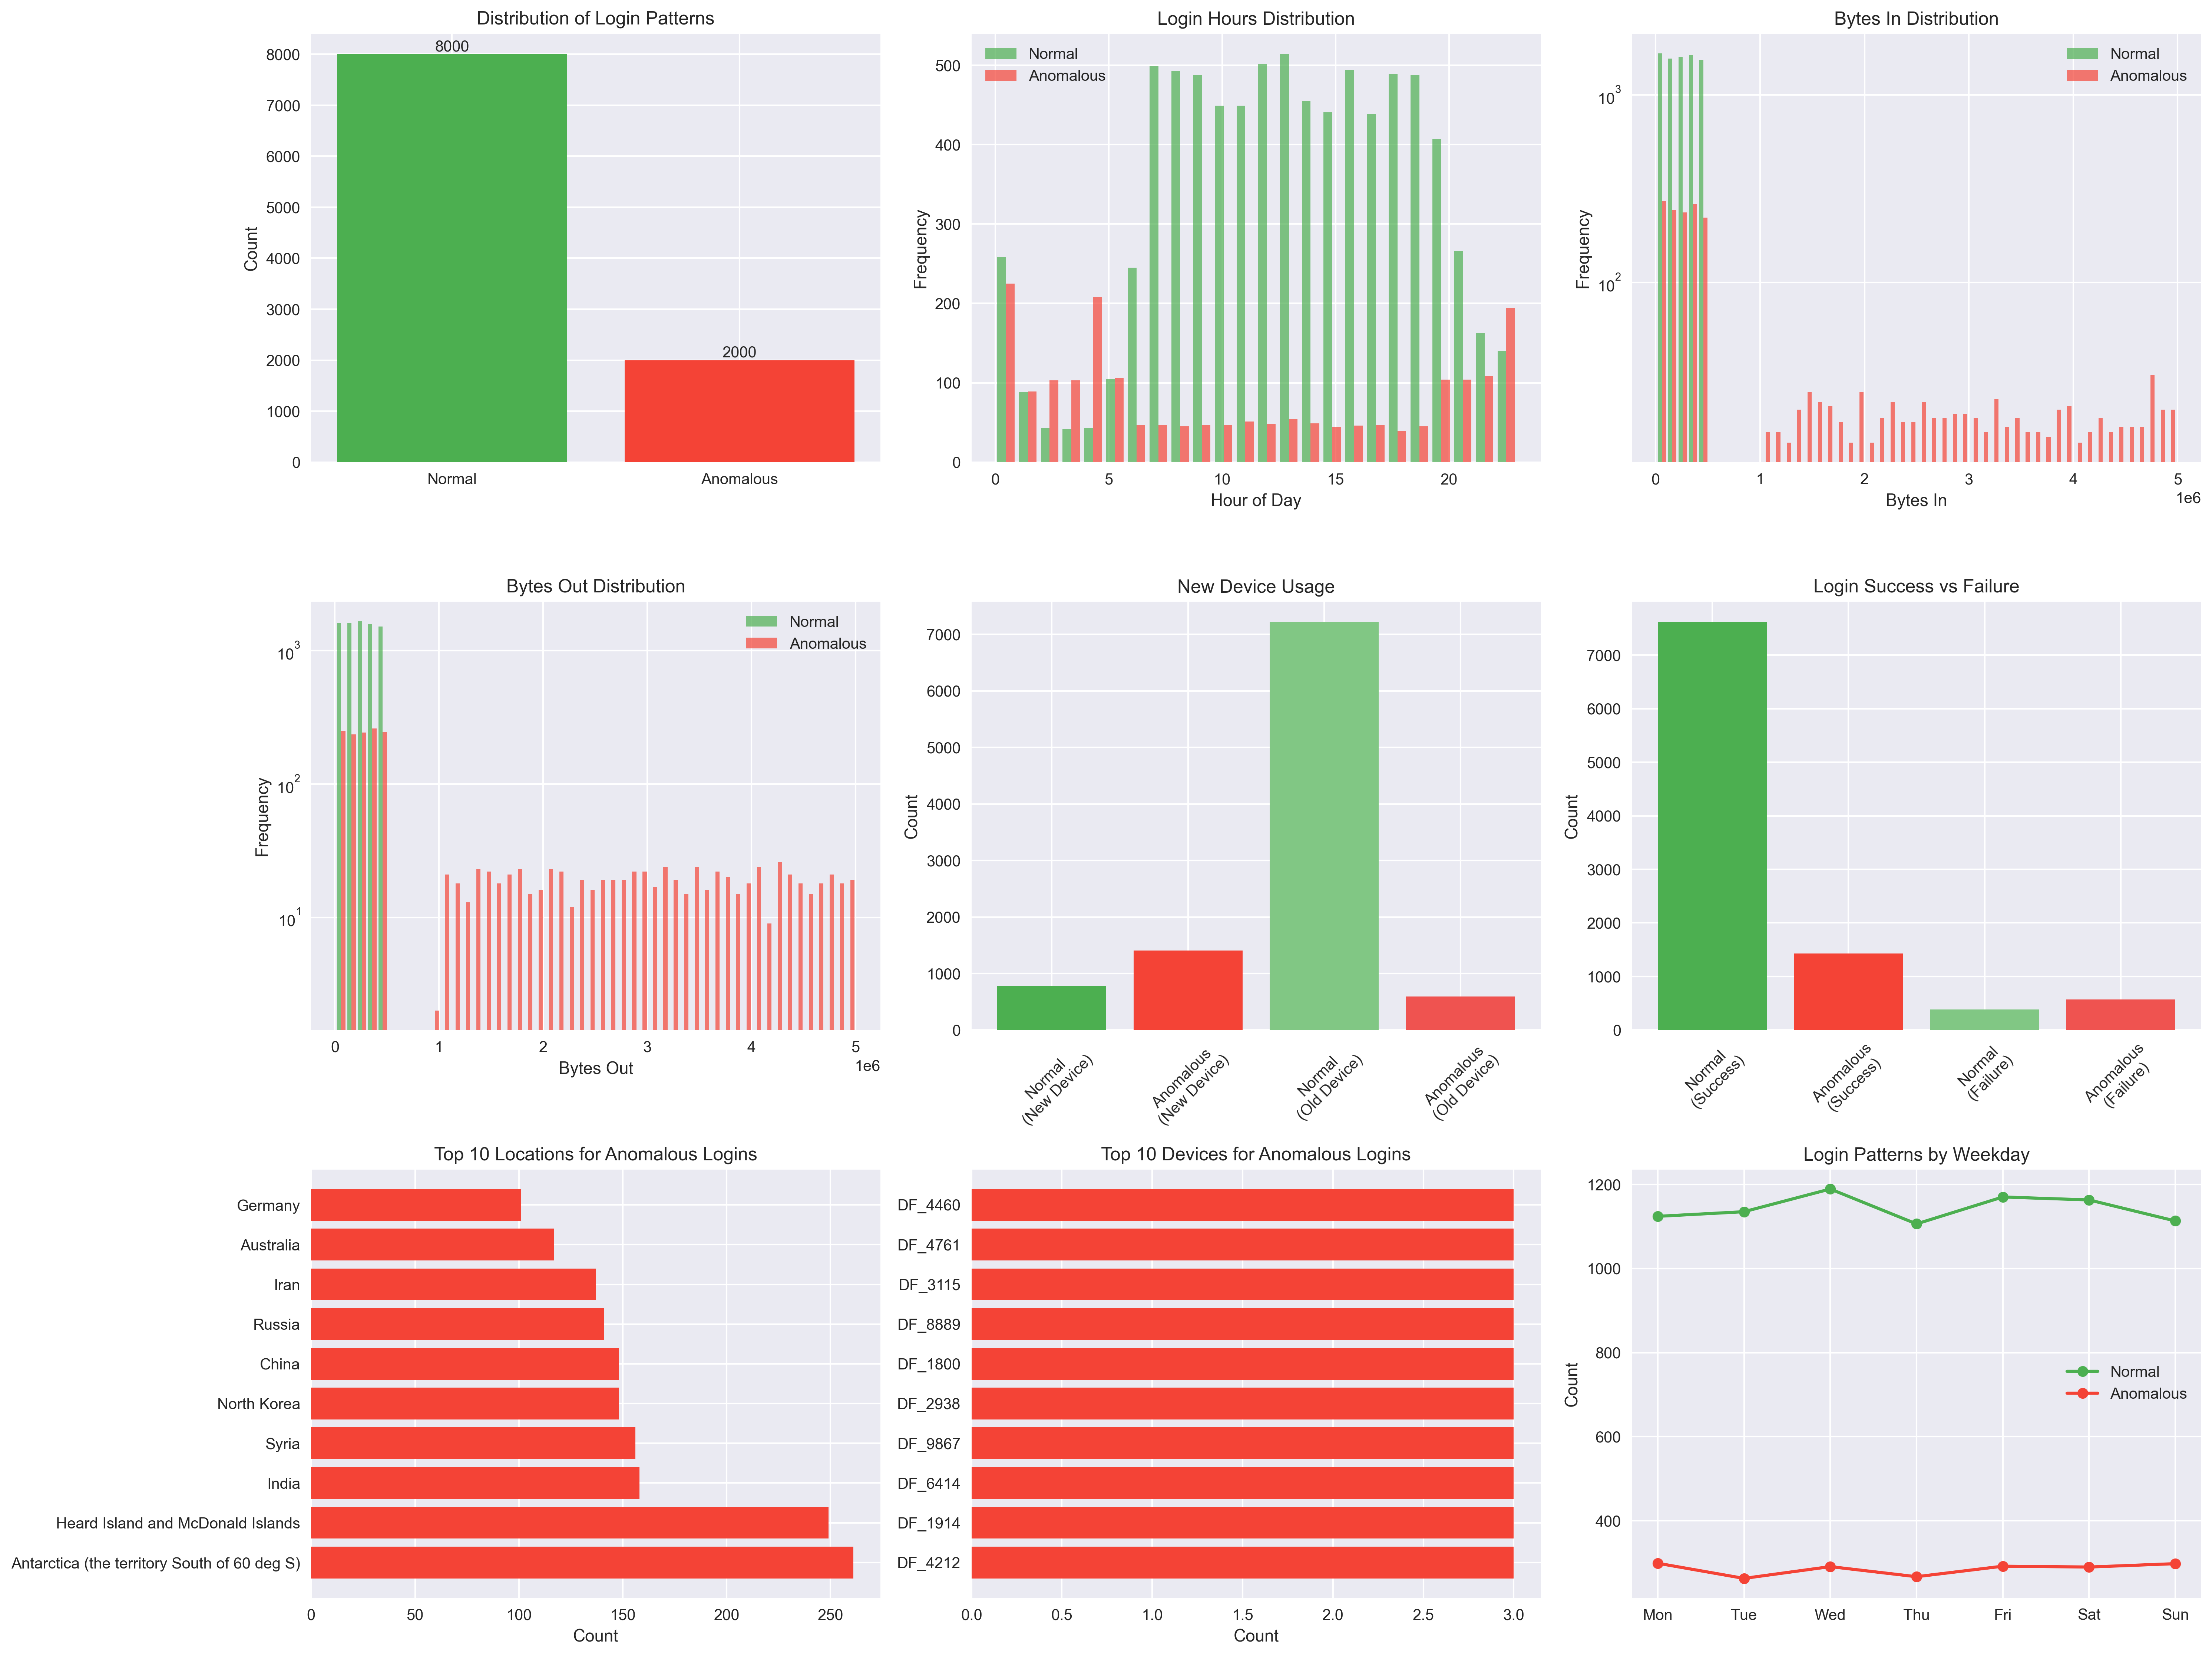 Distribution of Login Patterns
8000
2000
8000
7000
6000
5000
4000
3000
2000
1000
0
Count
Normal
Anomalous
Login Hours Distribution
Normal
Anomalous
500
400
300
200
100
0
Frequency
0
5
10
15
20
Hour of Day
Bytes In Distribution
Normal
Anomalous
10^3
10^2
Frequency
0
1
2
3
4
5
1e6
Bytes In
Bytes Out Distribution
Normal
Anomalous
10^3
10^2
10^1
Frequency
0
1
2
3
4
5
1e6
Bytes Out
New Device Usage
7000
6000
5000
4000
3000
2000
1000
0
Count
Normal
(New Device)
Anomalous
(New Device)
Normal
(Old Device)
Anomalous
(Old Device)
Login Success vs Failure
7000
6000
5000
4000
3000
2000
1000
0
Count
Normal
(Success)
Anomalous
(Success)
Normal
(Failure)
Anomalous
(Failure)
Top 10 Locations for Anomalous Logins
Germany
Australia
Iran
Russia
China
North Korea
Syria
India
Heard Island and McDonald Islands
Antarctica (the territory South of 60 deg S)
0
50
100
150
200
250
Count
Top 10 Devices for Anomalous Logins
DF_4460
DF_4761
DF_3115
DF_8889
DF_1800
DF_2938
DF_9867
DF_6414
DF_1914
DF_4212
0.0
0.5
1.0
1.5
2.0
2.5
3.0
Count
Login Patterns by Weekday
1200
1000
800
600
400
Count
Normal
Anomalous
Mon
Tue
Wed
Thu
Fri
Sat
Sun